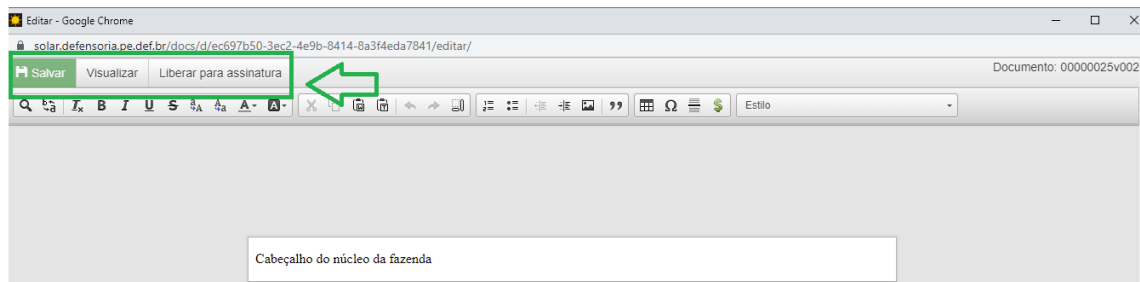 Editar - Google Chrome
solar.defensoria.pe.def.br/docs/d/ec697b50-3ec2-4e9b-8414-8a3f4eda7841/editar/
Salvar Visualizar Liberar para assinatura Documento: 00000025v002
Estilo
Cabeçalho do núcleo da fazenda